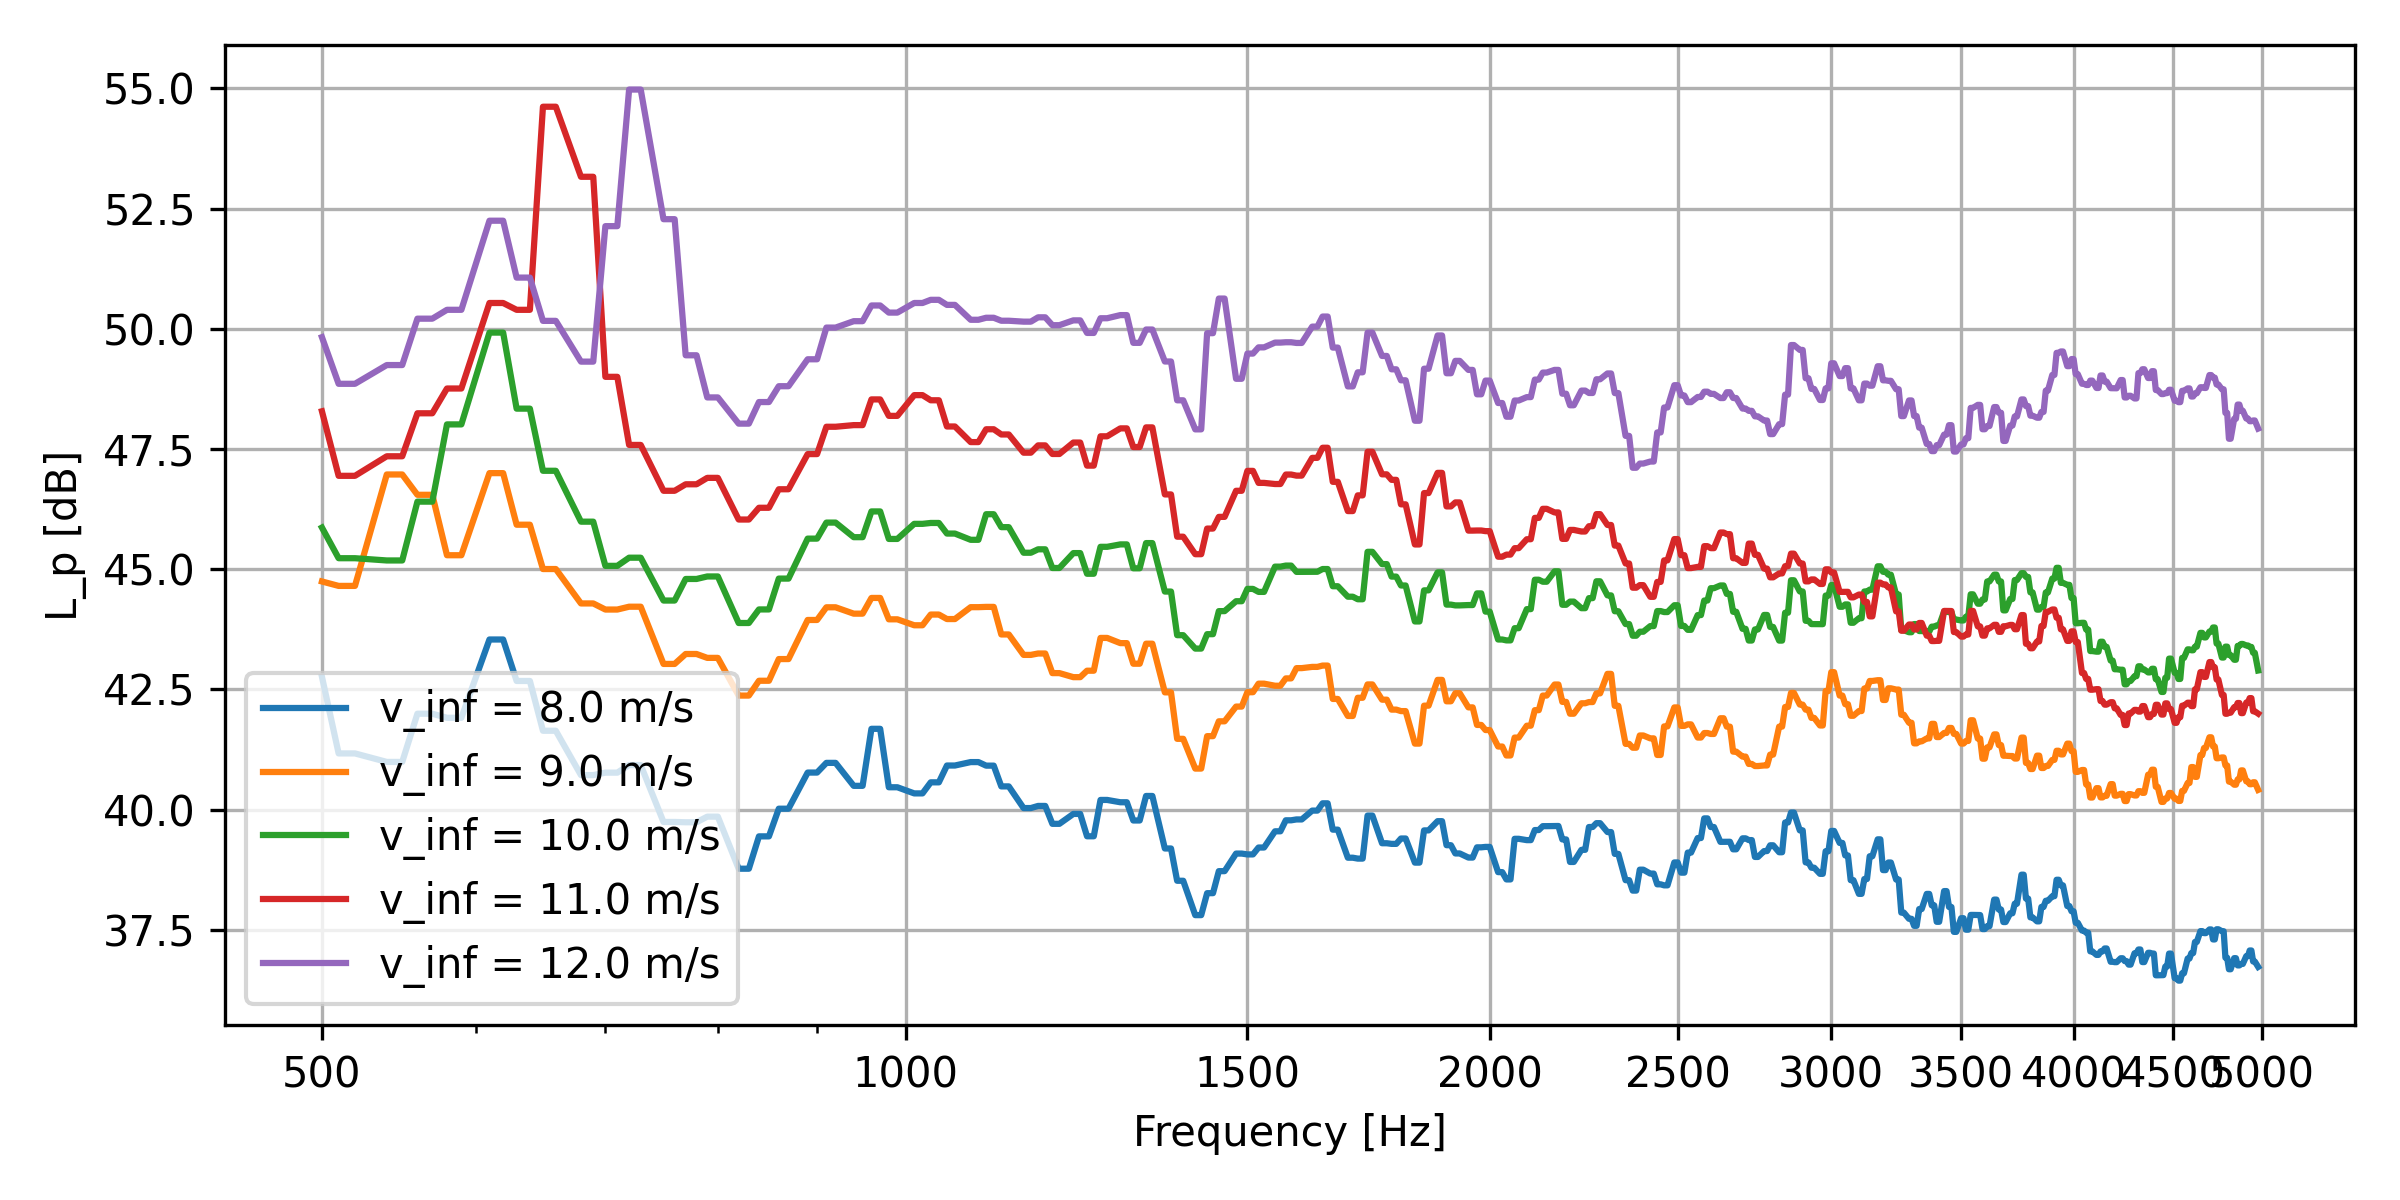 55.0
52.5
50.0
47.5
45.0
42.5
40.0
37.5
L_p [dB]
v_inf = 8.0 m/s
v_inf = 9.0 m/s
v_inf = 10.0 m/s
v_inf = 11.0 m/s
v_inf = 12.0 m/s
500 1000 1500 2000 2500 3000 3500 4000 4500 5000
Frequency [Hz]